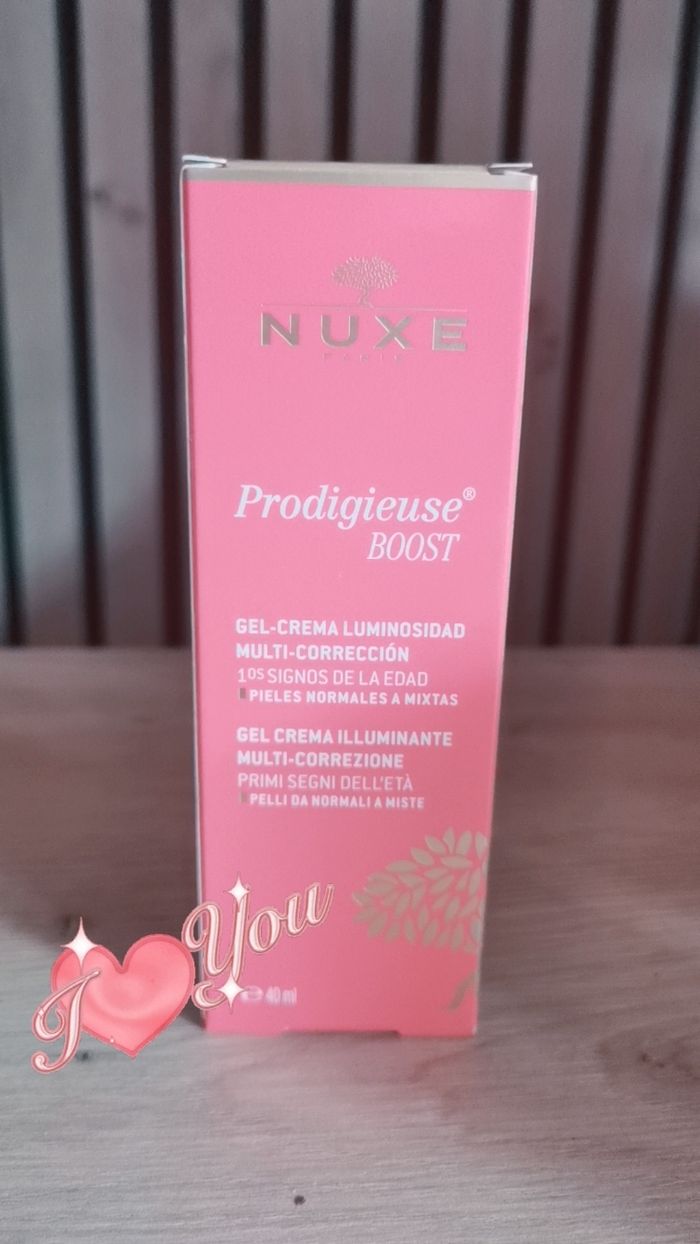 NUXE
PARIS
Prodigieuse®
BOOST
GEL-CREMA LUMINOSIDAD
MULTI-CORRECCIÓN
1OS SIGNOS DE LA EDAD
PIELES NORMALES A MIXTAS
GEL CREMA ILLUMINANTE
MULTI-CORREZIONE
PRIMI SEGNI DELL'ETÀ
PELLI DA NORMALI A MISTE
I You
℮ 40 ml